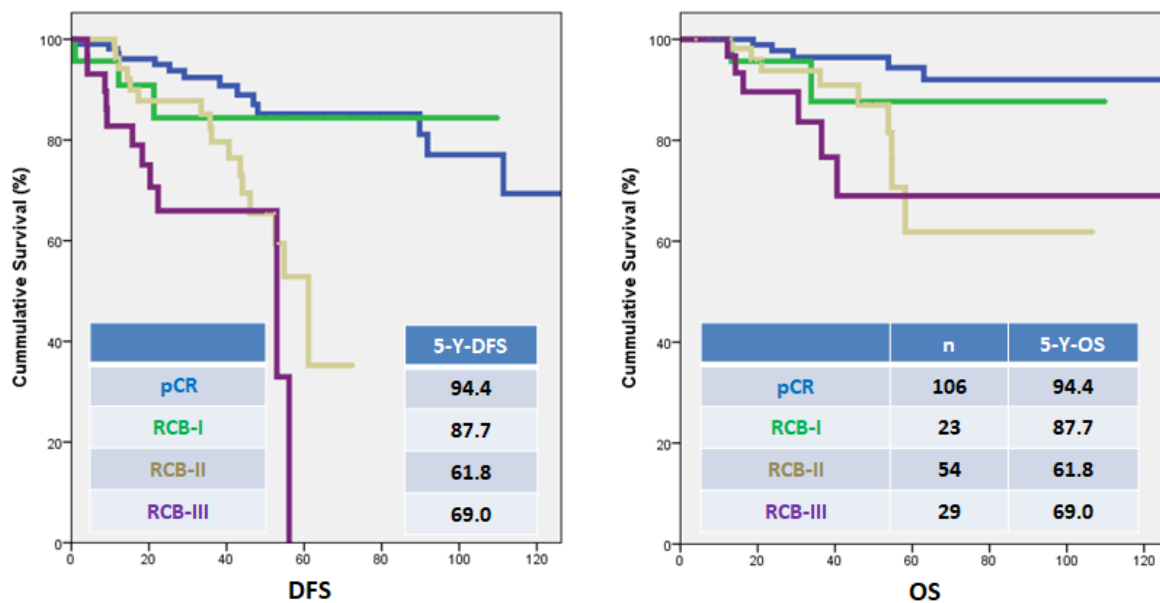 Cummulative Survival (%)
100
80
60
40
20
0
0 20 40 60 80 100 120
DFS
5-Y-DFS
pCR 94.4
RCB-I 87.7
RCB-II 61.8
RCB-III 69.0
Cummulative Survival (%)
100
80
60
40
20
0
0 20 40 60 80 100 120
OS
n 5-Y-OS
pCR 106 94.4
RCB-I 23 87.7
RCB-II 54 61.8
RCB-III 29 69.0